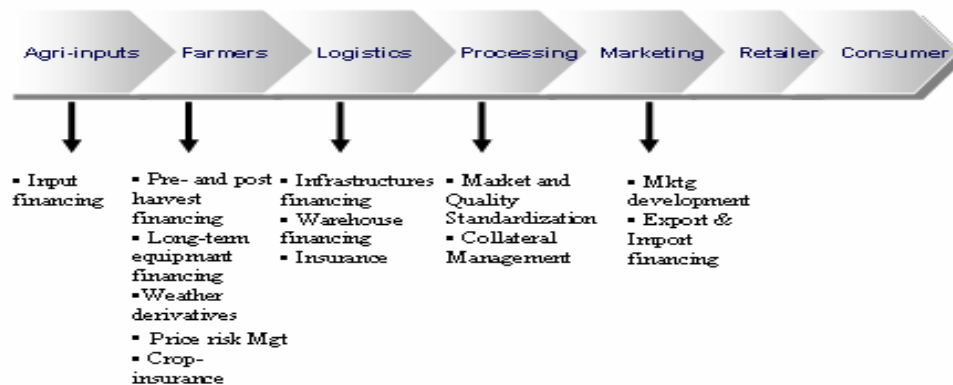 Agri-inputs
Farmers
Logistics
Processing
Marketing
Retailer
Consumer
▪ Input
financing
▪ Pre- and post
harvest
financing
▪ Long-term
equipmant
financing
▪Weather
derivatives
▪ Price risk Mgt
▪ Crop-
insurance
▪ Infrastructures
financing
▪ Warehouse
financing
▪ Insurance
▪ Market and
Quality
Standardization
▪ Collateral
Management
▪ Mktg
development
▪ Export &
Import
financing